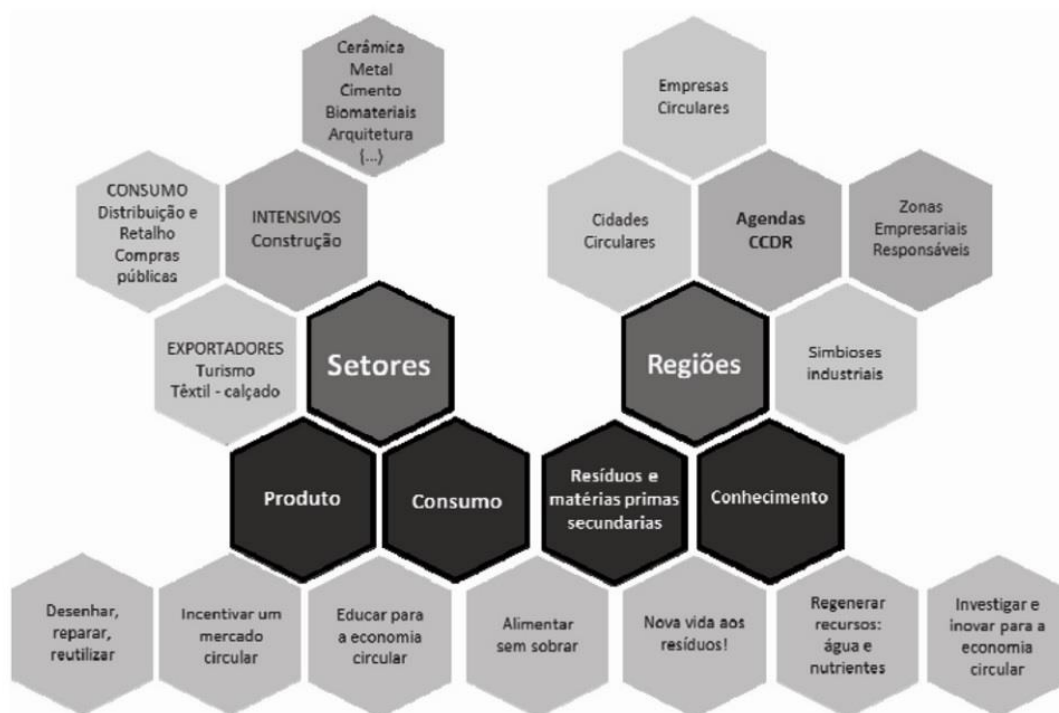 Cerâmica
Metal
Cimento
Biomateriais
Arquitetura
{...}
Empresas
Circulares
CONSUMO
Distribuição e
Retalho
Compras
públicas
INTENSIVOS
Construção
Cidades
Circulares
Agendas
CCDR
Zonas
Empresariais
Responsáveis
EXPORTADORES
Turismo
Têxtil - calçado
Setores
Regiões
Simbioses
industriais
Produto
Consumo
Resíduos e
matérias primas
secundarias
Conhecimento
Desenhar,
reparar,
reutilizar
Incentivar um
mercado
circular
Educar para
a economia
circular
Alimentar
sem sobrar
Nova vida aos
resíduos!
Regenerar
recursos:
água e
nutrientes
Investigar e
inovar para a
economia
circular